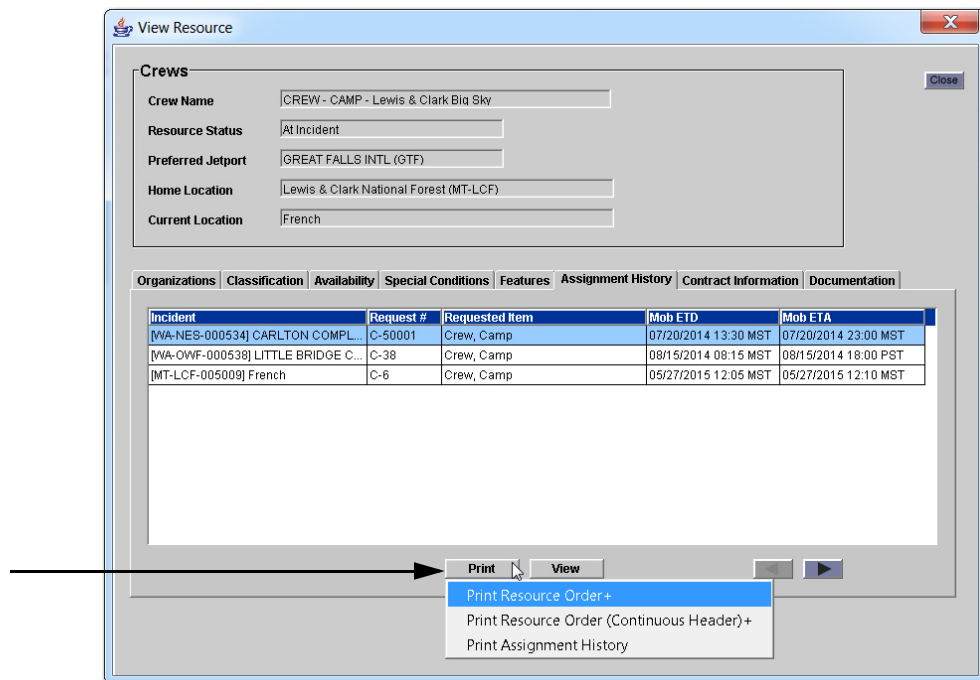 View Resource
Crews
Close
Crew Name CREW - CAMP - Lewis & Clark Big Sky
Resource Status At Incident
Preferred Jetport GREAT FALLS INTL (GTF)
Home Location Lewis & Clark National Forest (MT-LCF)
Current Location French
Organizations Classification Availability Special Conditions Features Assignment History Contract Information Documentation
Incident Request # Requested Item Mob ETD Mob ETA
[WA-NES-000534] CARLTON COMPL... C-50001 Crew, Camp 07/20/2014 13:30 MST 07/20/2014 23:00 MST
[WA-OWF-000538] LITTLE BRIDGE C... C-38 Crew, Camp 08/15/2014 08:15 MST 08/15/2014 18:00 PST
[MT-LCF-005009] French C-6 Crew, Camp 05/27/2015 12:05 MST 05/27/2015 12:10 MST
Print View
Print Resource Order+
Print Resource Order (Continuous Header)+
Print Assignment History